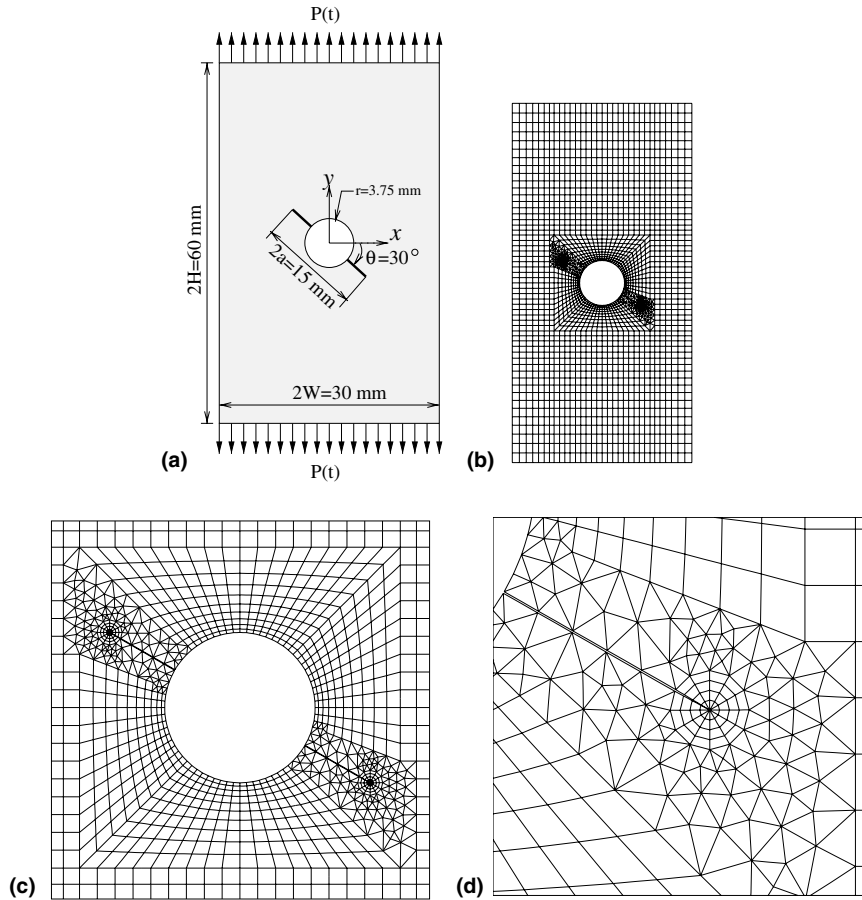 P(t)
y
r=3.75 mm
x
θ=30°
2a=15 mm
2H=60 mm
2W=30 mm
(a)
P(t)
(b)
(c)
(d)